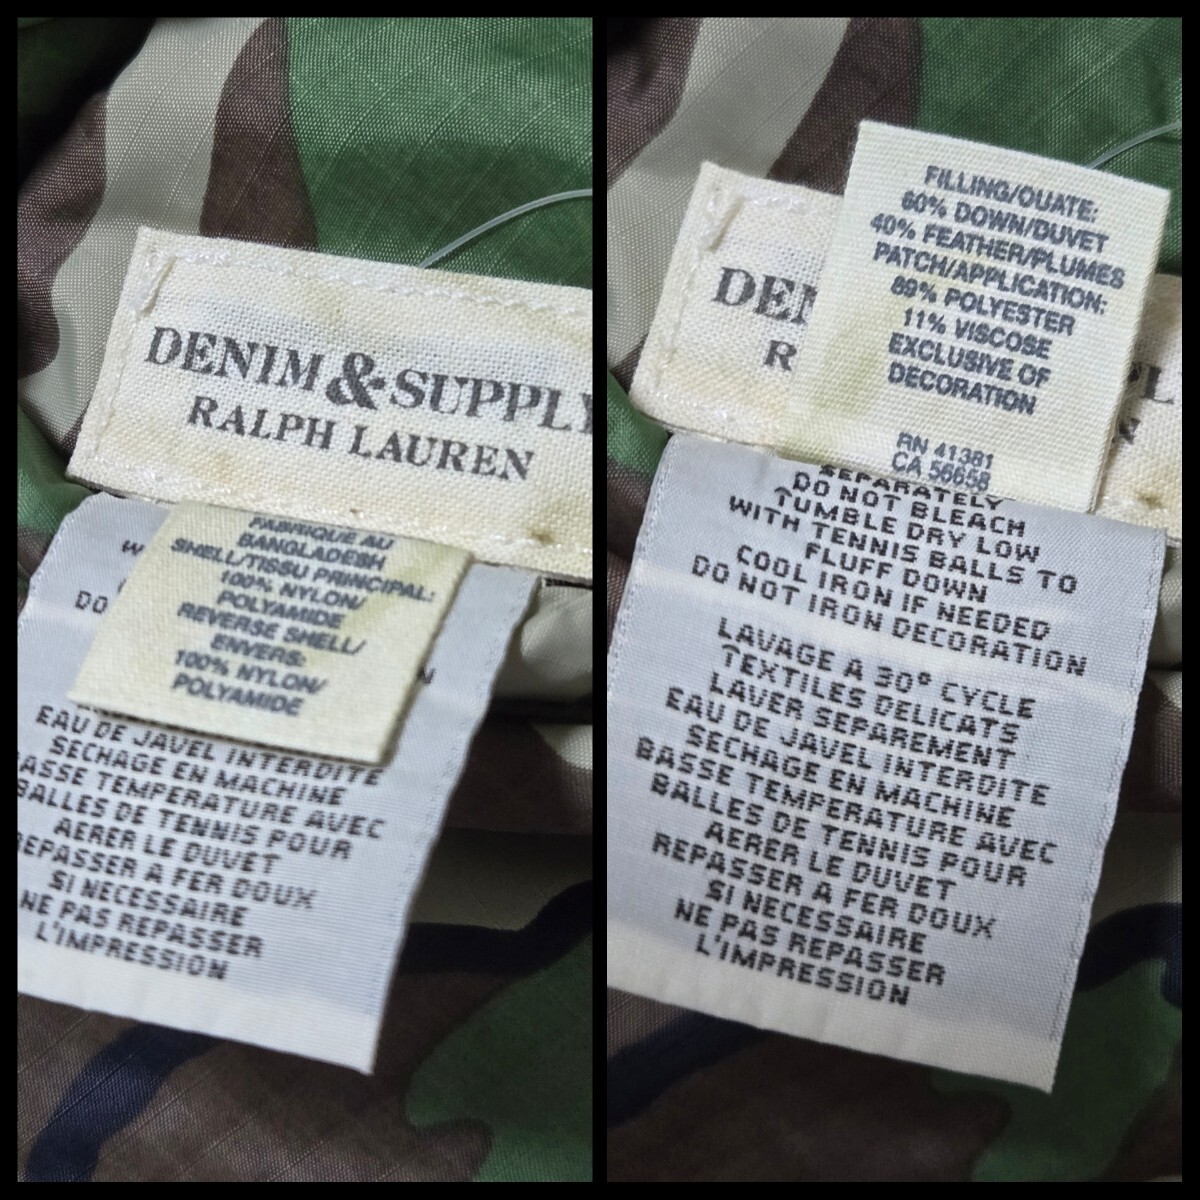 DENIM & SUPPLY
RALPH LAUREN
FABRIQUE AU
BANGLADESH
SHELL/TISSU PRINCIPAL:
100% NYLON/
POLYAMIDE
REVERSE SHELL/
ENVERS:
100% NYLON/
POLYAMIDE
DO
EAU DE JAVEL INTERDITE
SECHAGE EN MACHINE
BASSE TEMPERATURE AVEC
BALLES DE TENNIS POUR
AERER LE DUVET
REPASSER A FER DOUX
SI NECESSAIRE
NE PAS REPASSER
L'IMPRESSION
FILLING/OUATE:
60% DOWN/DUVET
40% FEATHER/PLUMES
PATCH/APPLICATION:
89% POLYESTER
11% VISCOSE
EXCLUSIVE OF
DECORATION
RN 41381
CA 56658
DEN
R
PL
N
SEPARATELY
DO NOT BLEACH
TUMBLE DRY LOW
WITH TENNIS BALLS TO
FLUFF DOWN
COOL IRON IF NEEDED
DO NOT IRON DECORATION
LAVAGE A 30° CYCLE
TEXTILES DELICATS
LAVER SEPAREMENT
EAU DE JAVEL INTERDITE
SECHAGE EN MACHINE
BASSE TEMPERATURE AVEC
BALLES DE TENNIS POUR
AERER LE DUVET
REPASSER A FER DOUX
SI NECESSAIRE
NE PAS REPASSER
L'IMPRESSION